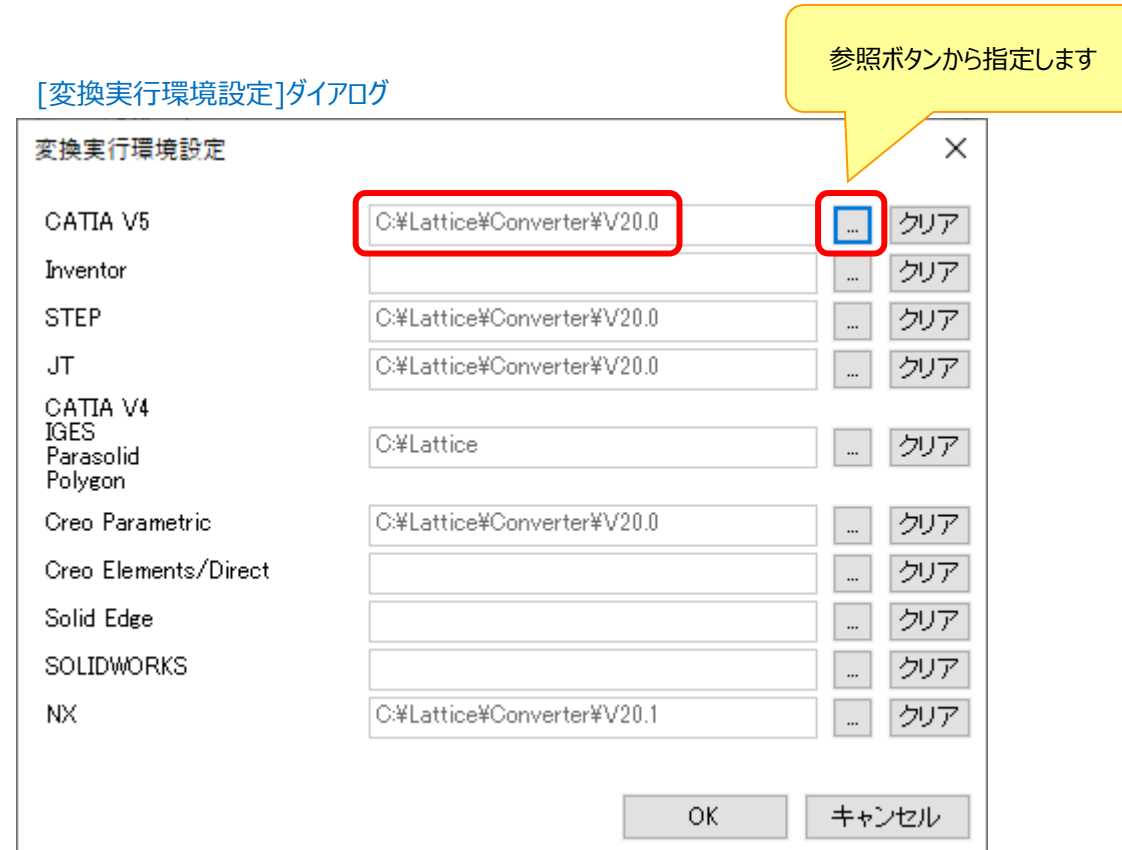 参照ボタンから指定します
[変換実行環境設定]ダイアログ
変換実行環境設定
CATIA V5 C:¥Lattice¥Converter¥V20.0 ... クリア
Inventor ... クリア
STEP C:¥Lattice¥Converter¥V20.0 ... クリア
JT C:¥Lattice¥Converter¥V20.0 ... クリア
CATIA V4
IGES
Parasolid
Polygon
C:¥Lattice ... クリア
Creo Parametric C:¥Lattice¥Converter¥V20.0 ... クリア
Creo Elements/Direct ... クリア
Solid Edge ... クリア
SOLIDWORKS ... クリア
NX C:¥Lattice¥Converter¥V20.1 ... クリア
OK キャンセル